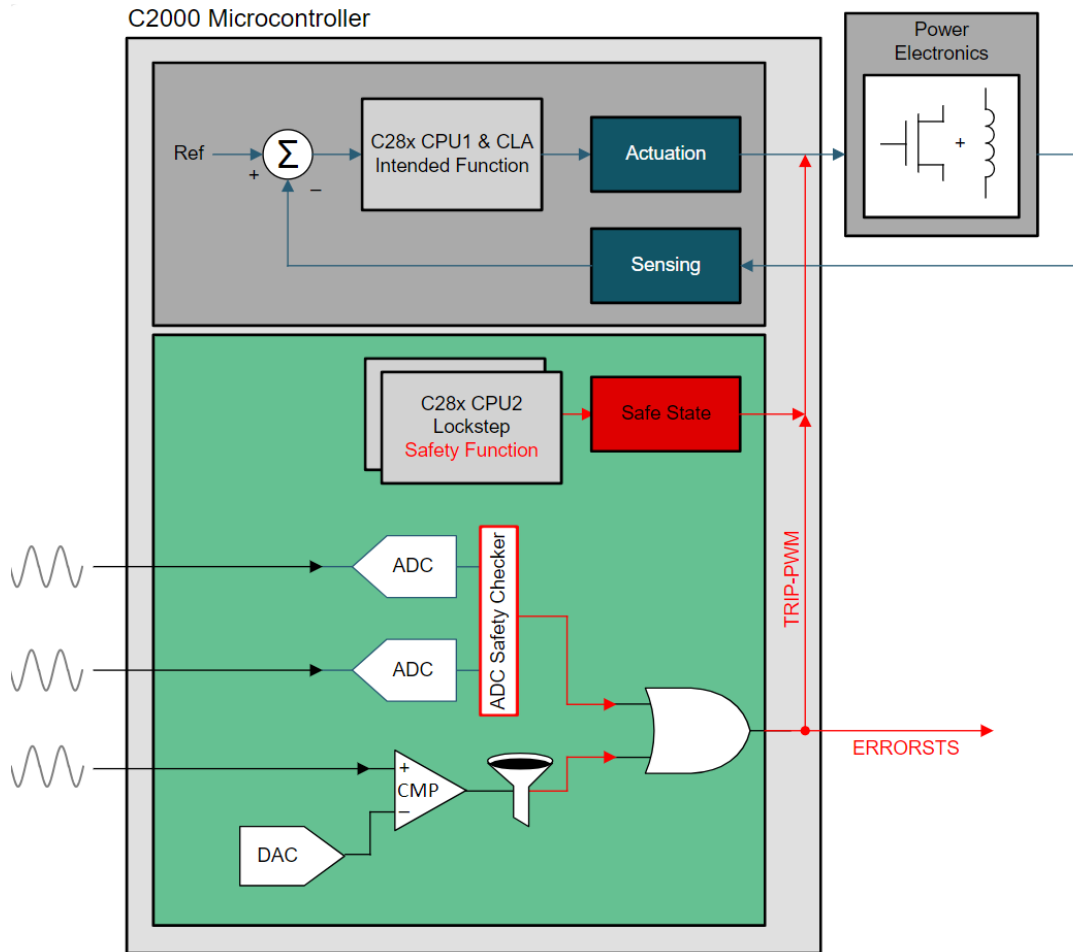 C2000 Microcontroller
Power
Electronics
C28x CPU1 & CLA
Intended Function
Actuation
Ref
Σ
+
−
+
Sensing
C28x CPU2
Lockstep
Safety Function
Safe State
ADC
ADC Safety Checker
TRIP-PWM
ADC
ERRORSTS
+
CMP
−
DAC